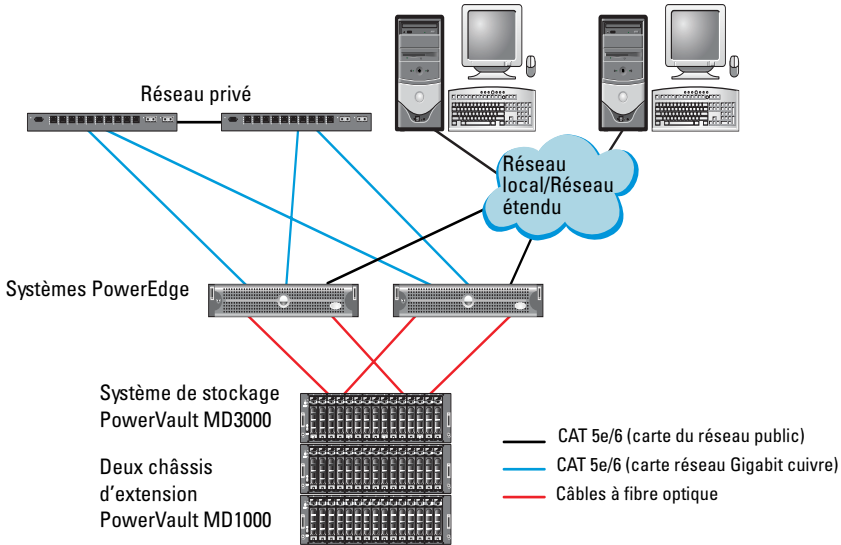 Réseau privé
Réseau
local/Réseau
étendu
Systèmes PowerEdge
Système de stockage
PowerVault MD3000
Deux châssis
d'extension
PowerVault MD1000
CAT 5e/6 (carte du réseau public)
CAT 5e/6 (carte réseau Gigabit cuivre)
Câbles à fibre optique